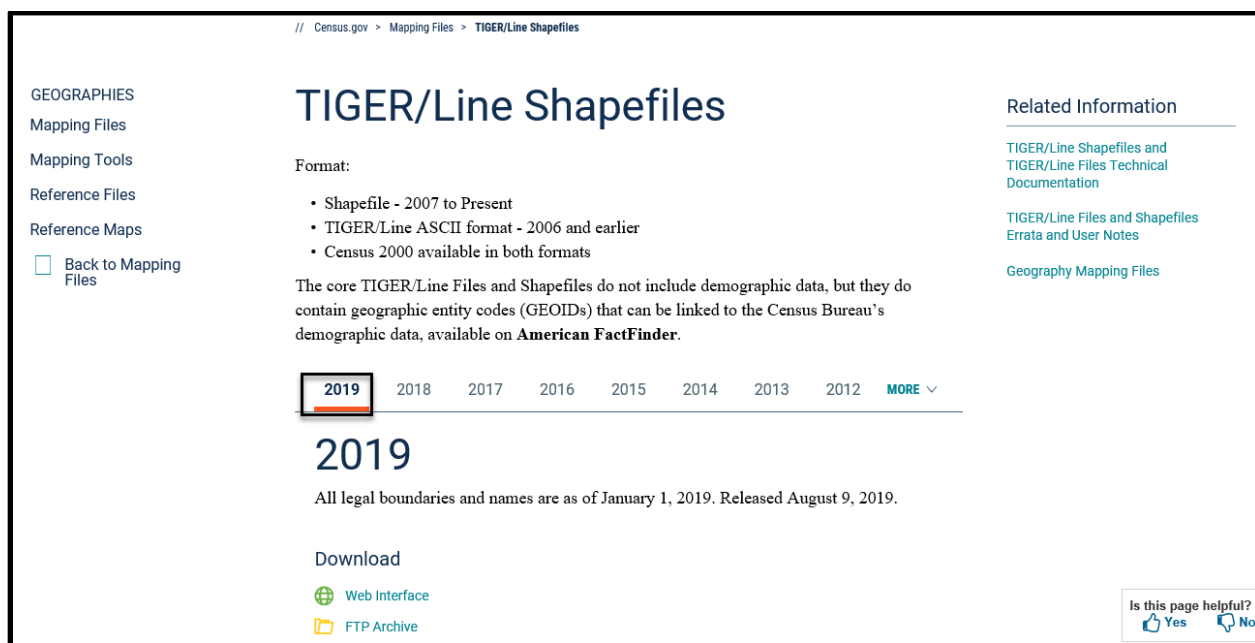 // Census.gov > Mapping Files > TIGER/Line Shapefiles
GEOGRAPHIES
Mapping Files
Mapping Tools
Reference Files
Reference Maps
Back to Mapping
Files
TIGER/Line Shapefiles
Format:
• Shapefile - 2007 to Present
• TIGER/Line ASCII format - 2006 and earlier
• Census 2000 available in both formats
The core TIGER/Line Files and Shapefiles do not include demographic data, but they do
contain geographic entity codes (GEOIDs) that can be linked to the Census Bureau's
demographic data, available on American FactFinder.
2019 2018 2017 2016 2015 2014 2013 2012 MORE
2019
All legal boundaries and names are as of January 1, 2019. Released August 9, 2019.
Download
Web Interface
FTP Archive
Related Information
TIGER/Line Shapefiles and
TIGER/Line Files Technical
Documentation
TIGER/Line Files and Shapefiles
Errata and User Notes
Geography Mapping Files
Is this page helpful?
Yes No